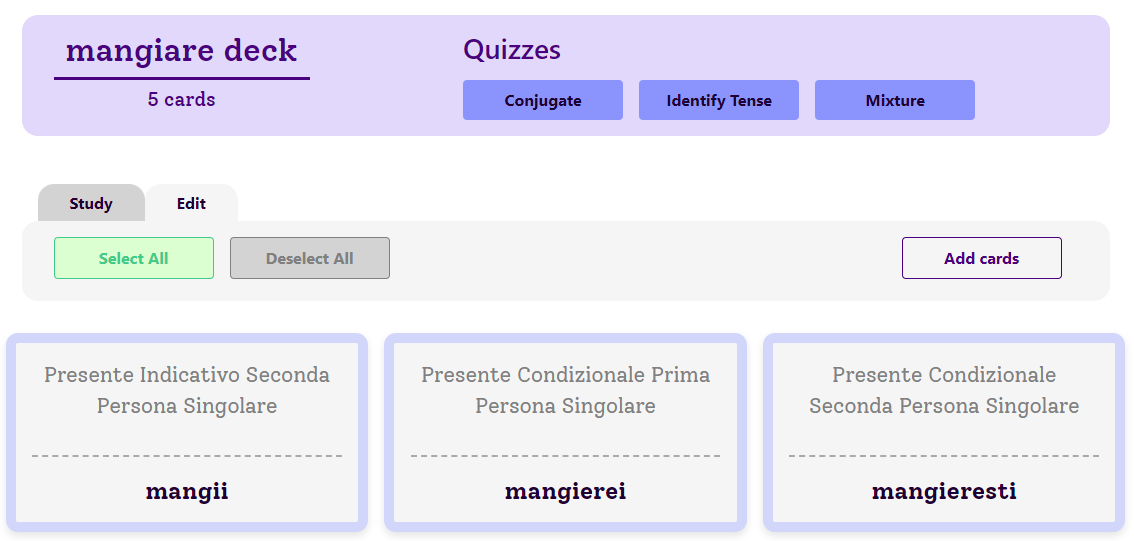 mangiare deck
5 cards
Quizzes
Conjugate
Identify Tense
Mixture
Study
Edit
Select All
Deselect All
Add cards
Presente Indicativo Seconda
Persona Singolare
mangii
Presente Condizionale Prima
Persona Singolare
mangierei
Presente Condizionale
Seconda Persona Singolare
mangieresti